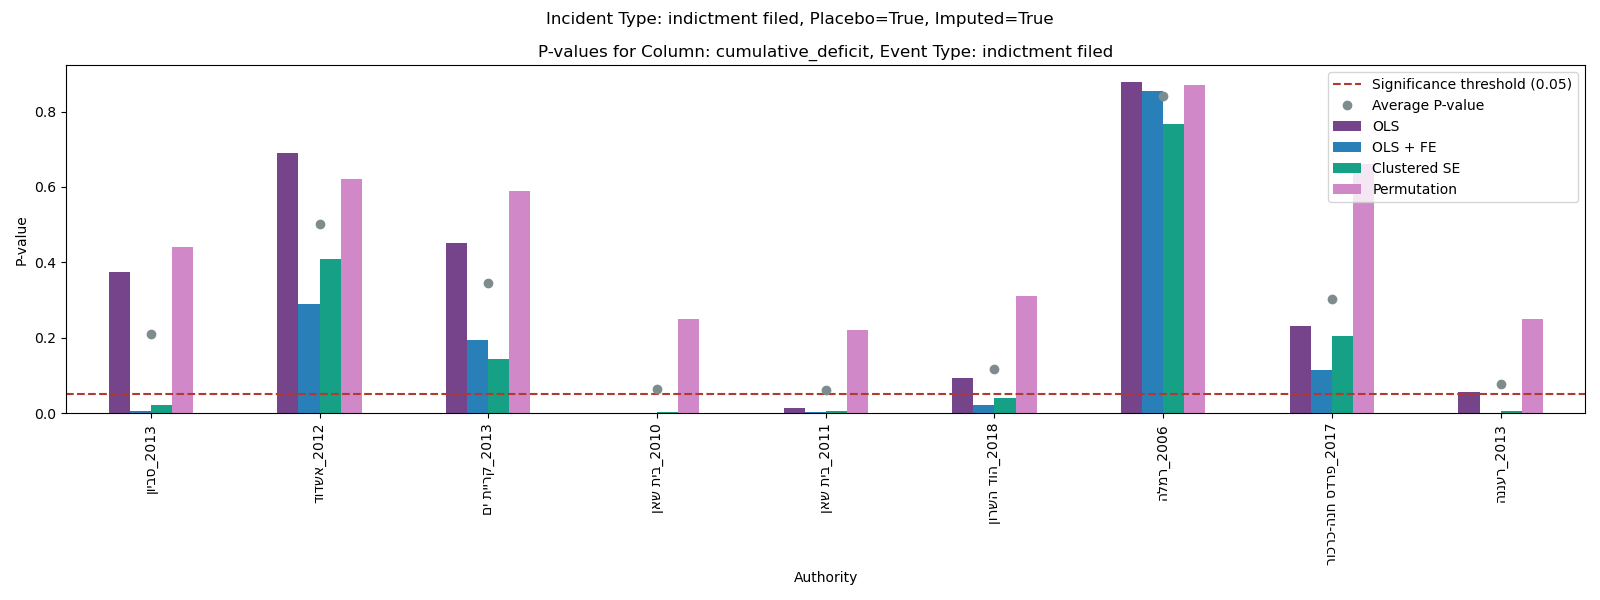 Incident Type: indictment filed, Placebo=True, Imputed=True
P-values for Column: cumulative_deficit, Event Type: indictment filed
Significance threshold (0.05)
Average P-value
OLS
OLS + FE
Clustered SE
Permutation
P-value
0.8
0.6
0.4
0.2
0.0
סביון_2013
אשדוד_2012
קריית ים_2013
בית שאן_2010
בית שאן_2011
הוד השרון_2018
רמלה_2006
פרדס חנה-כרכור_2017
רעננה_2013
Authority